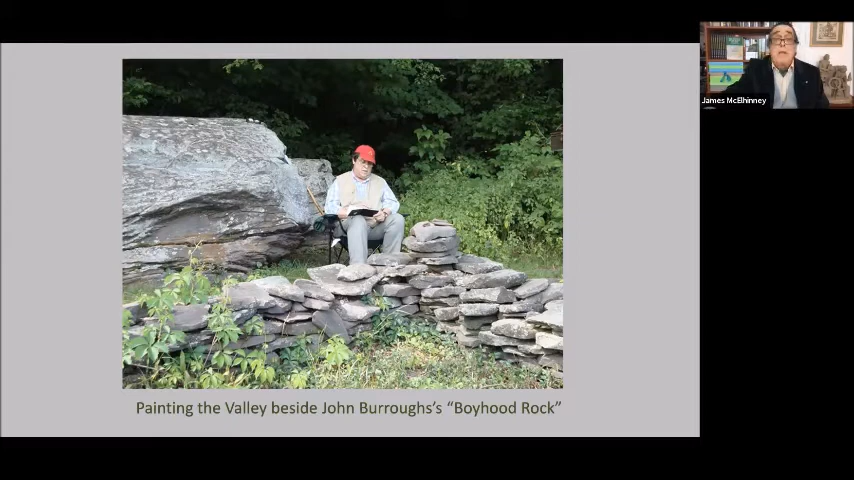 James McElhinney
Painting the Valley beside John Burroughs's "Boyhood Rock"